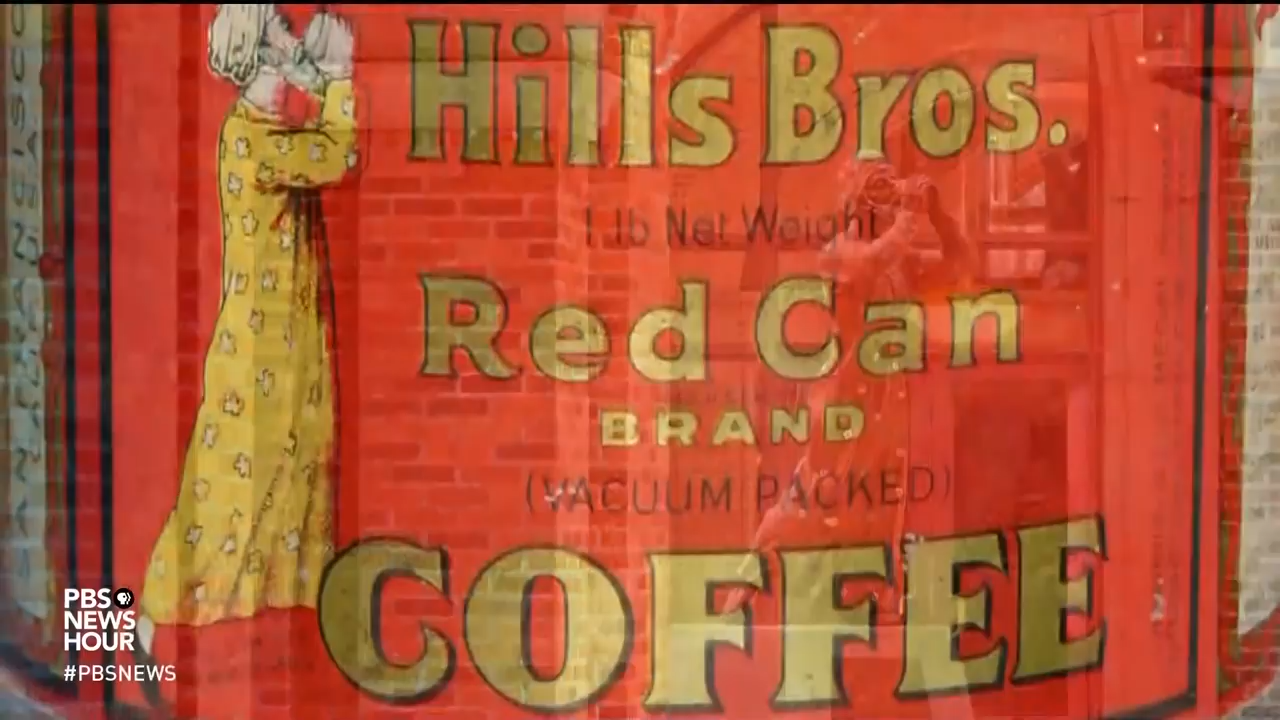 Hills Bros.
1 lb Net Weight
Red Can
BRAND
(VACUUM PACKED)
COFFEE
PBS
NEWS
HOUR
#PBSNEWS